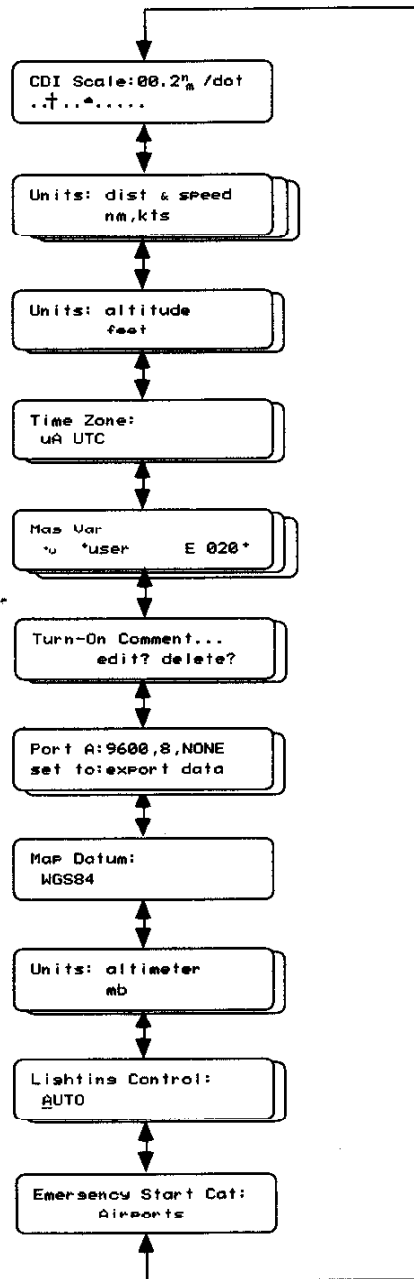 CDI Scale:00.2nm /dot
..†..▲.....
Units: dist & speed
nm,kts
Units: altitude
feet
Time Zone:
uA UTC
Mag Var
*user E 020°
Turn-On Comment...
edit? delete?
Port A:9600,8,NONE
set to:export data
Map Datum:
WGS84
Units: altimeter
mb
Lighting Control:
AUTO
Emergency Start Cat:
Airports